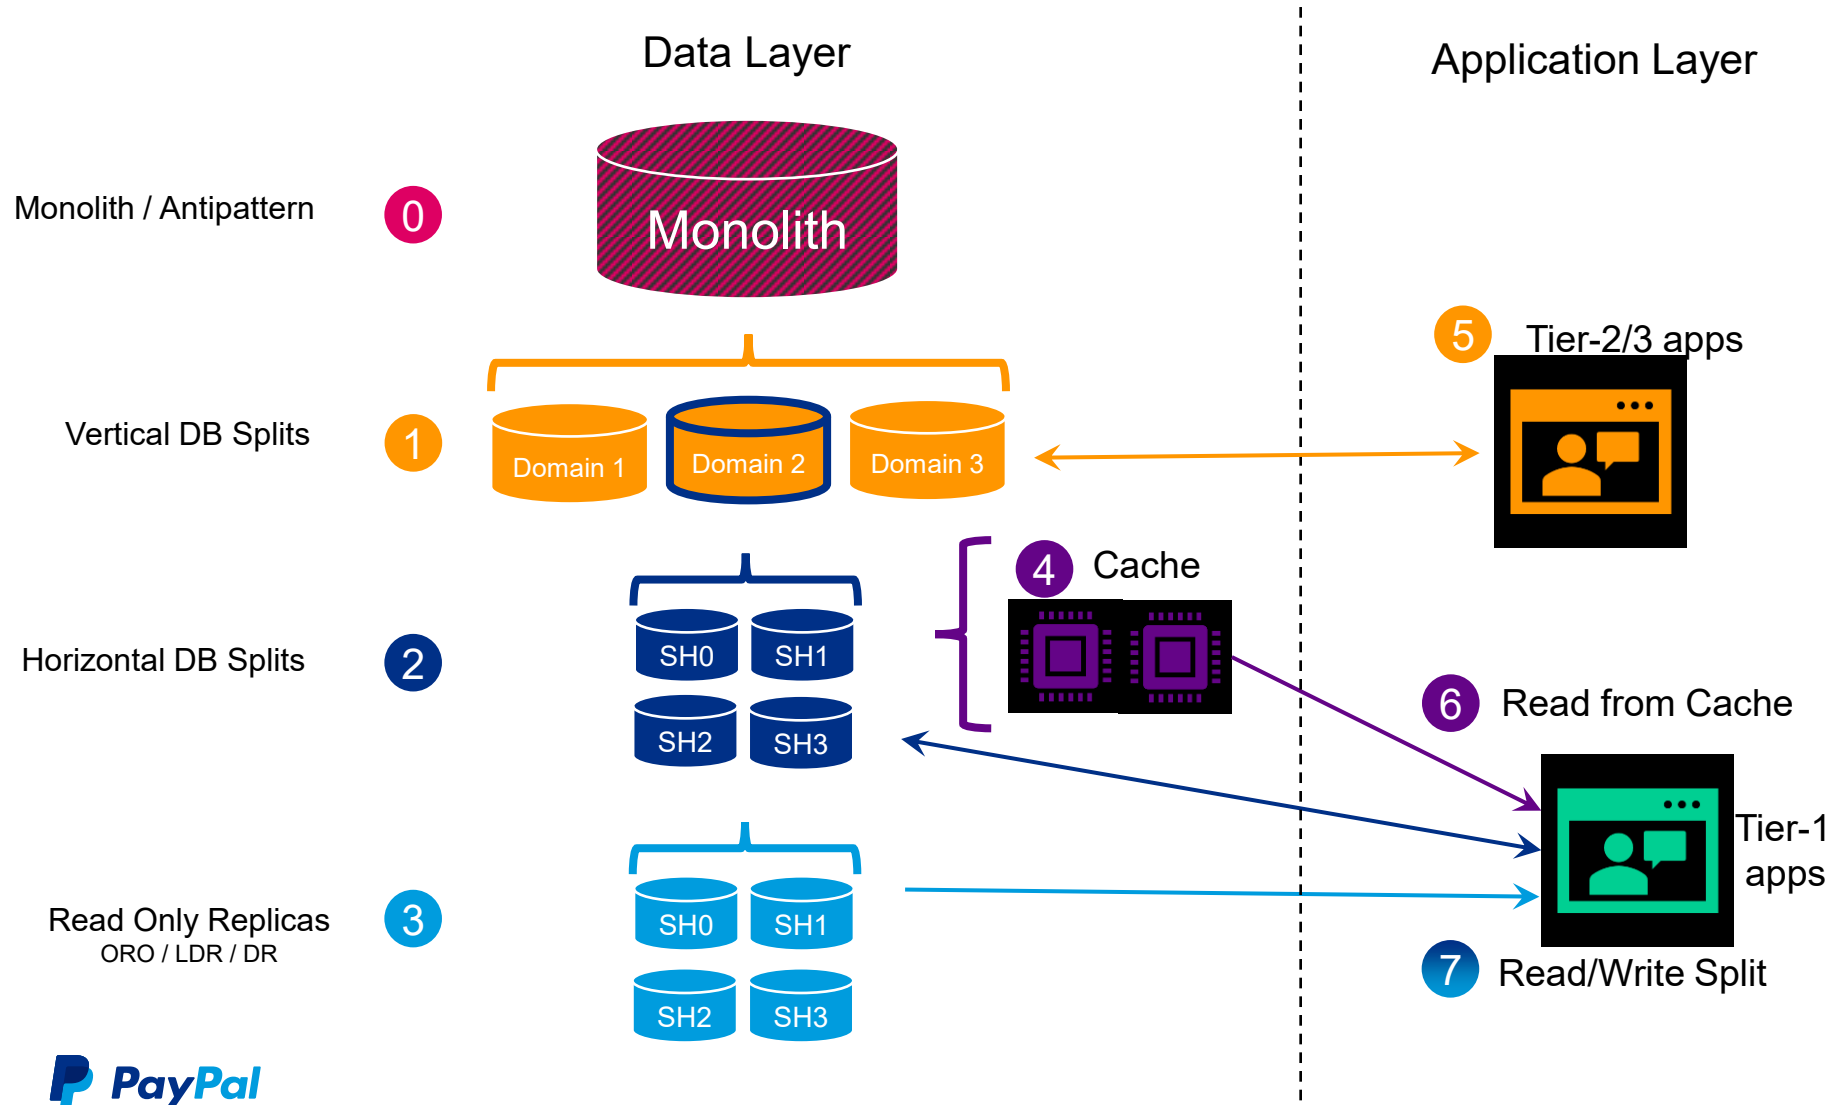 Data Layer
Application Layer
Monolith / Antipattern
0
Monolith
5
Tier-2/3 apps
Vertical DB Splits
1
Domain 1
Domain 2
Domain 3
4
Cache
Horizontal DB Splits
2
SH0
SH1
SH2
SH3
6
Read from Cache
Tier-1
apps
Read Only Replicas
ORO / LDR / DR
3
SH0
SH1
SH2
SH3
7
Read/Write Split
PayPal